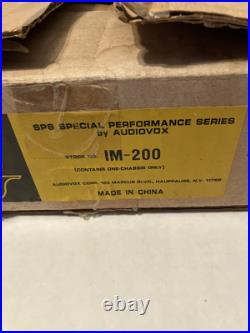 SPS SPECIAL PERFORMANCE SERIES
by AUDIOVOX
STOCK NO. IM-200
(CONTAINS ONE-CHASSIS ONLY)
AUDIOVOX CORP. 150 MARCUS BLVD., HAUPPAUGE, N.Y. 11788
MADE IN CHINA